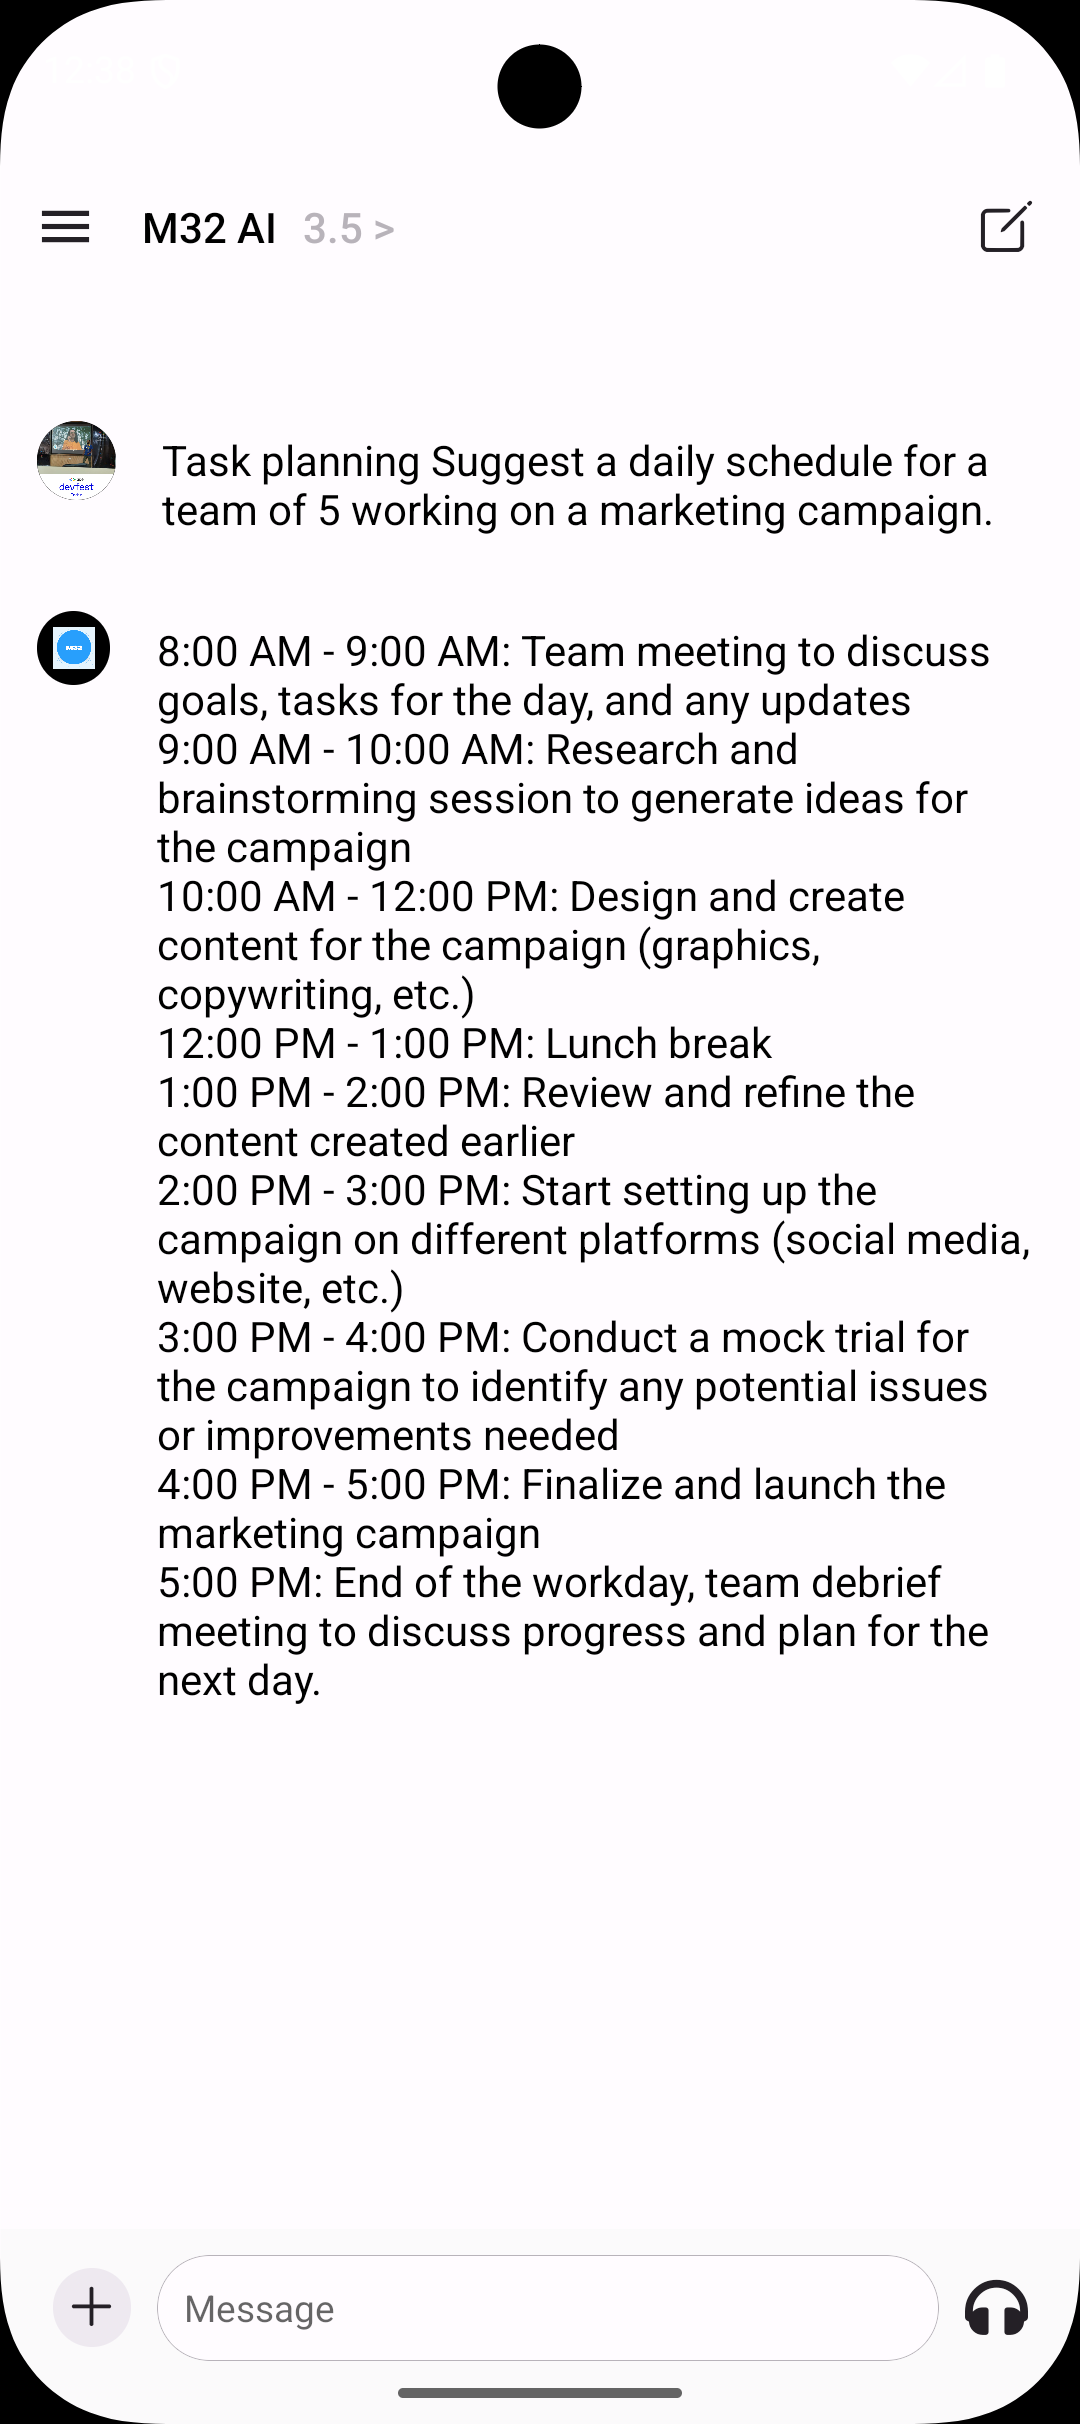 M32 AI 3.5 >
Task planning Suggest a daily schedule for a
team of 5 working on a marketing campaign.
8:00 AM - 9:00 AM: Team meeting to discuss
goals, tasks for the day, and any updates
9:00 AM - 10:00 AM: Research and
brainstorming session to generate ideas for
the campaign
10:00 AM - 12:00 PM: Design and create
content for the campaign (graphics,
copywriting, etc.)
12:00 PM - 1:00 PM: Lunch break
1:00 PM - 2:00 PM: Review and refine the
content created earlier
2:00 PM - 3:00 PM: Start setting up the
campaign on different platforms (social media,
website, etc.)
3:00 PM - 4:00 PM: Conduct a mock trial for
the campaign to identify any potential issues
or improvements needed
4:00 PM - 5:00 PM: Finalize and launch the
marketing campaign
5:00 PM: End of the workday, team debrief
meeting to discuss progress and plan for the
next day.
devfest
M32
Message